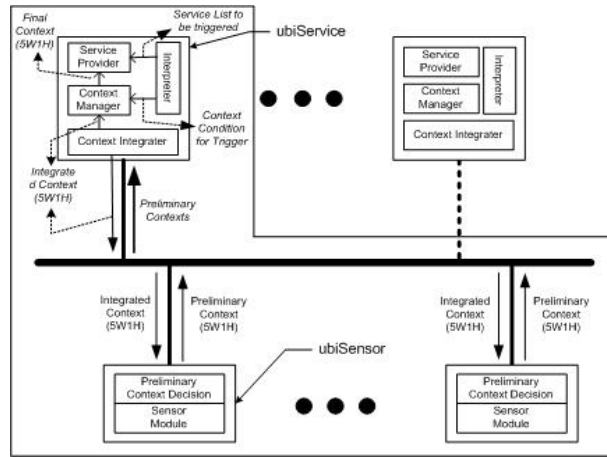 Final
Context
(5W1H)
Service List to
be triggered
ubiService
Service
Provider
Interpreter
Context
Manager
Context Integrater
Context
Condition
for Trigger
Integrate
d Context
(5W1H)
Preliminary
Contexts
Service
Provider
Interpreter
Context
Manager
Context Integrater
Integrated
Context
(5W1H)
Preliminary
Context
(5W1H)
Integrated
Context
(5W1H)
Preliminary
Context
(5W1H)
ubiSensor
Preliminary
Context Decision
Sensor
Module
Preliminary
Context Decision
Sensor
Module